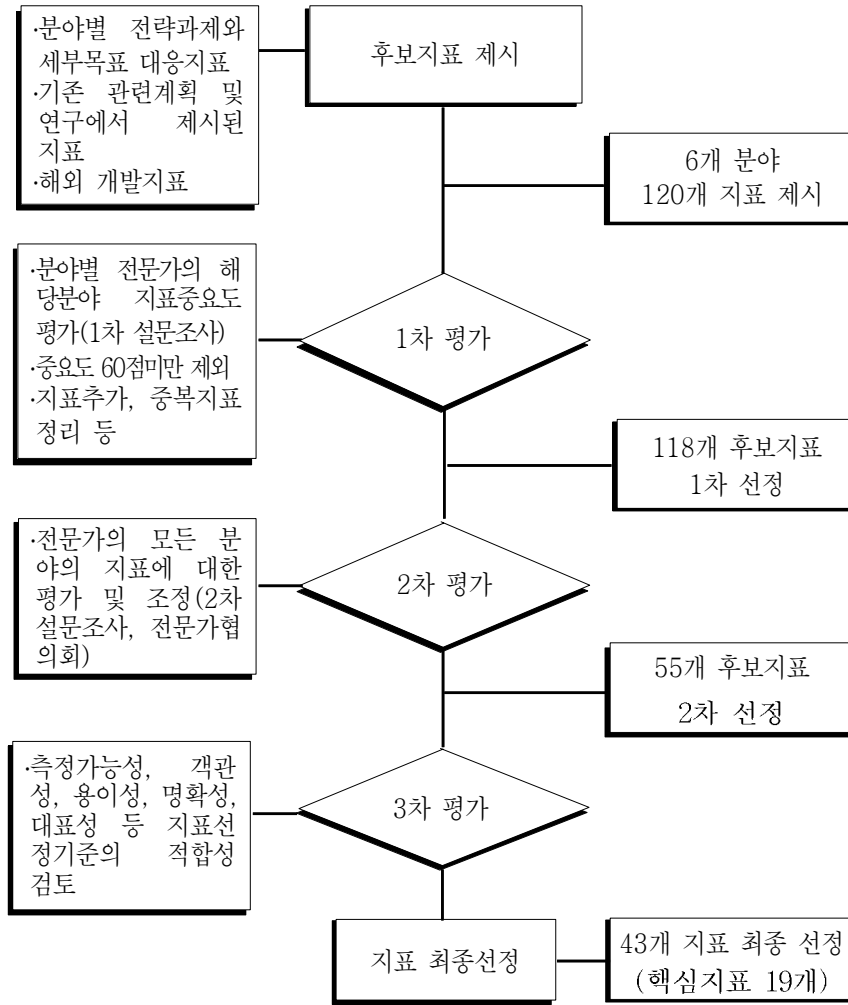 ·분야별 전략과제와
세부목표 대응지표
·기존 관련계획 및
연구에서 제시된
지표
·해외 개발지표
후보지표 제시
6개 분야
120개 지표 제시
·분야별 전문가의 해
당분야 지표중요도
평가(1차 설문조사)
·중요도 60점미만 제외
·지표추가, 중복지표
정리 등
1차 평가
118개 후보지표
1차 선정
·전문가의 모든 분
야의 지표에 대한
평가 및 조정(2차
설문조사, 전문가협
의회)
2차 평가
55개 후보지표
2차 선정
·측정가능성, 객관
성, 용이성, 명확성,
대표성 등 지표선
정기준의 적합성
검토
3차 평가
지표 최종선정
43개 지표 최종 선정
(핵심지표 19개)